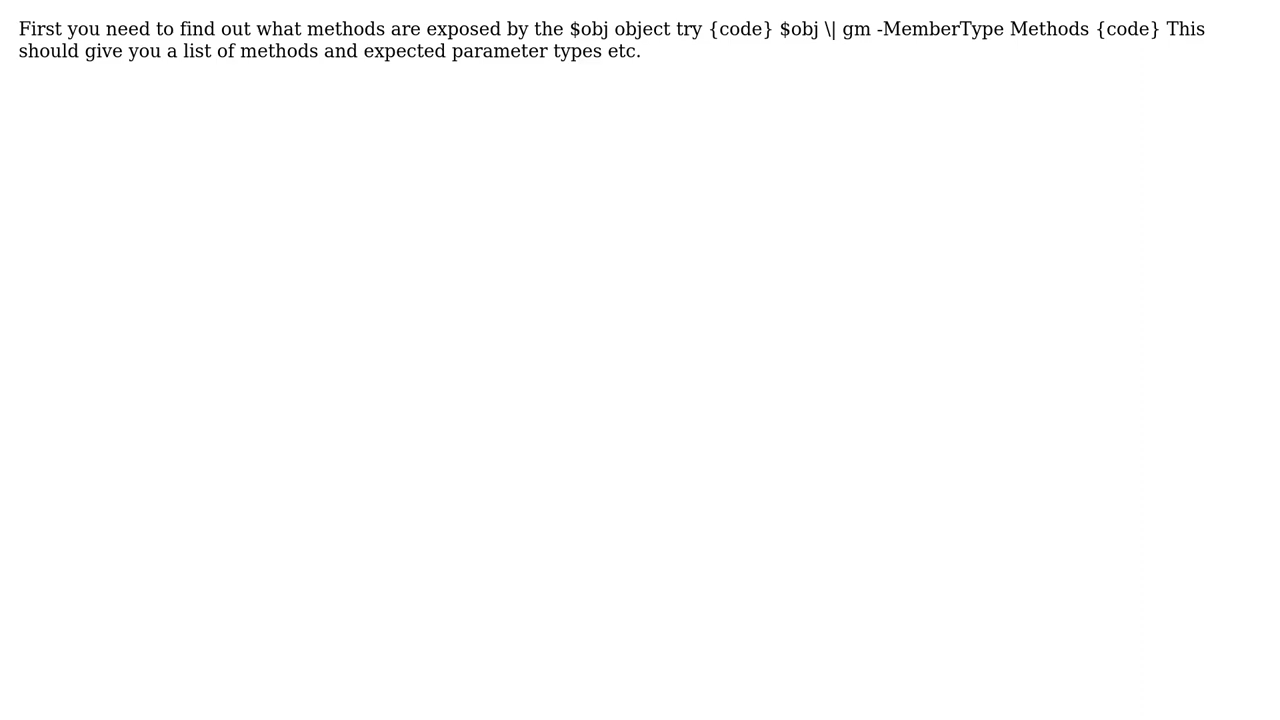 First you need to find out what methods are exposed by the $obj object try {code} $obj \| gm -MemberType Methods {code} This
should give you a list of methods and expected parameter types etc.